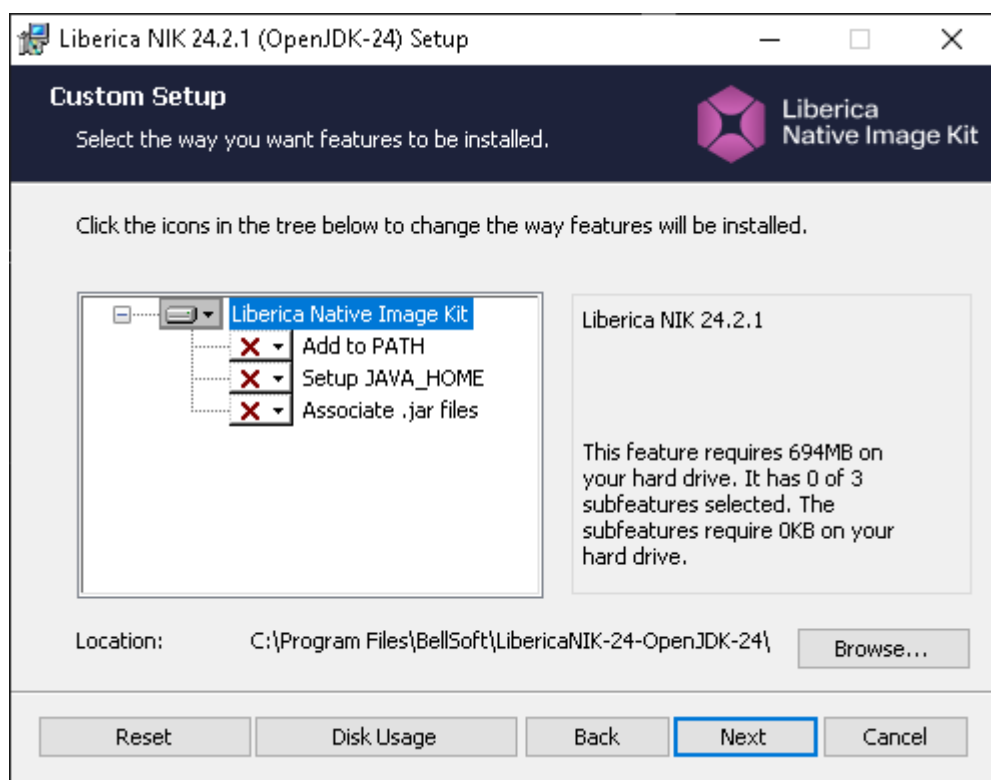 Liberica NIK 24.2.1 (OpenJDK-24) Setup
Custom Setup
Select the way you want features to be installed.
Liberica
Native Image Kit
Click the icons in the tree below to change the way features will be installed.
Liberica Native Image Kit
Add to PATH
Setup JAVA_HOME
Associate .jar files
Liberica NIK 24.2.1
This feature requires 694MB on
your hard drive. It has 0 of 3
subfeatures selected. The
subfeatures require 0KB on your
hard drive.
Location:
C:\Program Files\BellSoft\LibericaNIK-24-OpenJDK-24\
Browse...
Reset
Disk Usage
Back
Next
Cancel